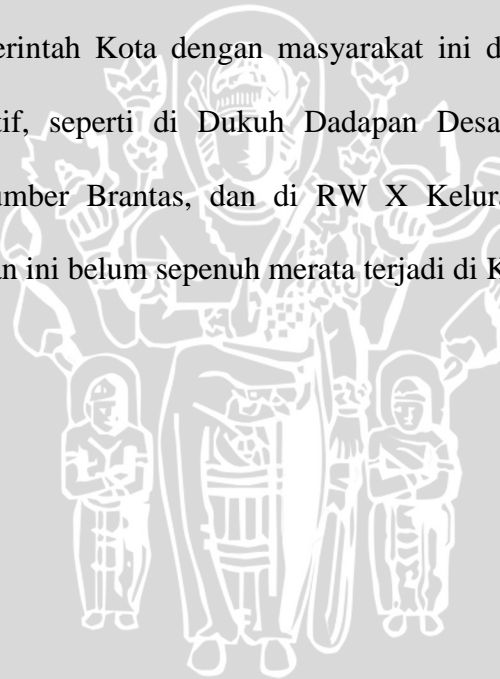 erintah Kota dengan masyarakat ini d
tif, seperti di Dukuh Dadapan Desa
umber Brantas, dan di RW X Kelur
an ini belum sepenuh merata terjadi di K